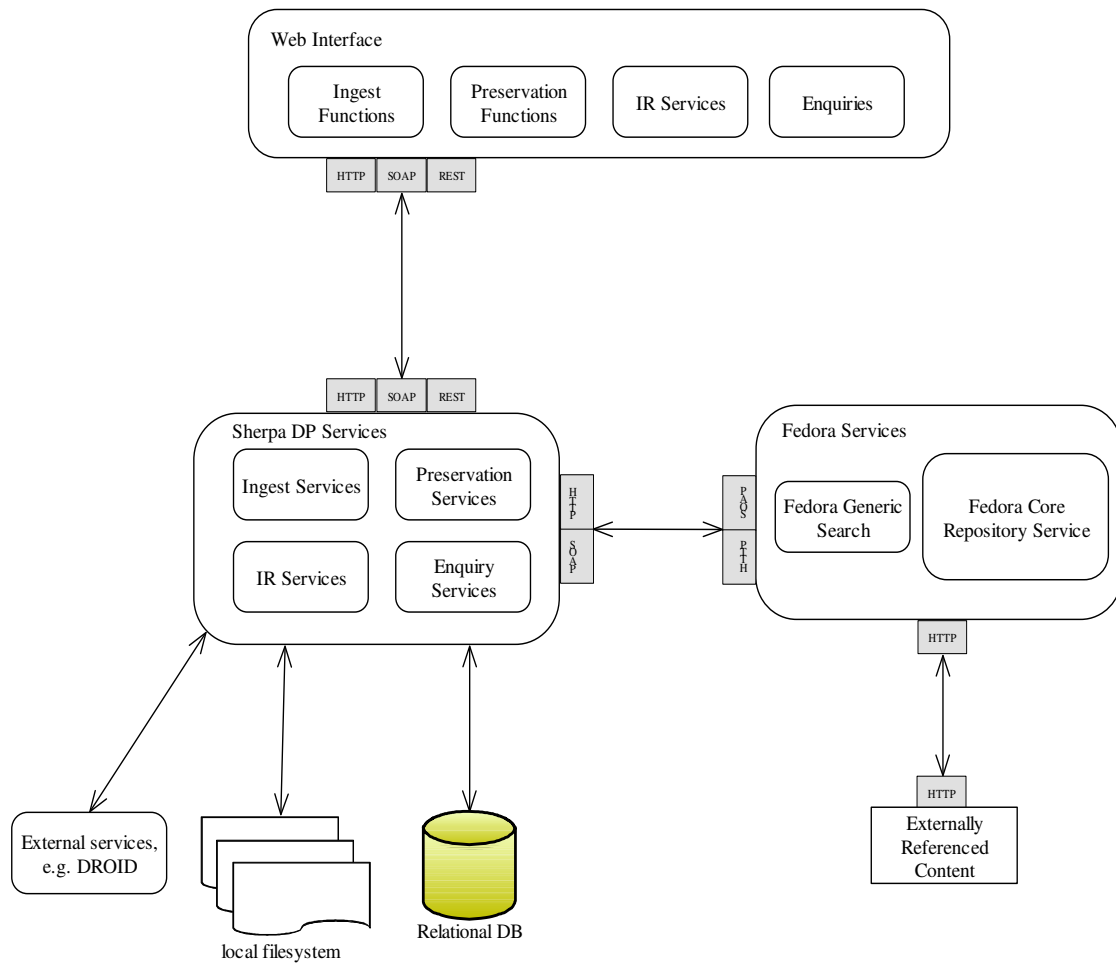 Web Interface
Ingest
Functions
Preservation
Functions
IR Services
Enquiries
HTTP
SOAP
REST
HTTP
SOAP
REST
Sherpa DP Services
Ingest Services
Preservation
Services
IR Services
Enquiry
Services
HTTP
SOAP
SOAP
HTTP
Fedora Services
Fedora Generic
Search
Fedora Core
Repository Service
HTTP
HTTP
Externally
Referenced
Content
External services,
e.g. DROID
local filesystem
Relational DB